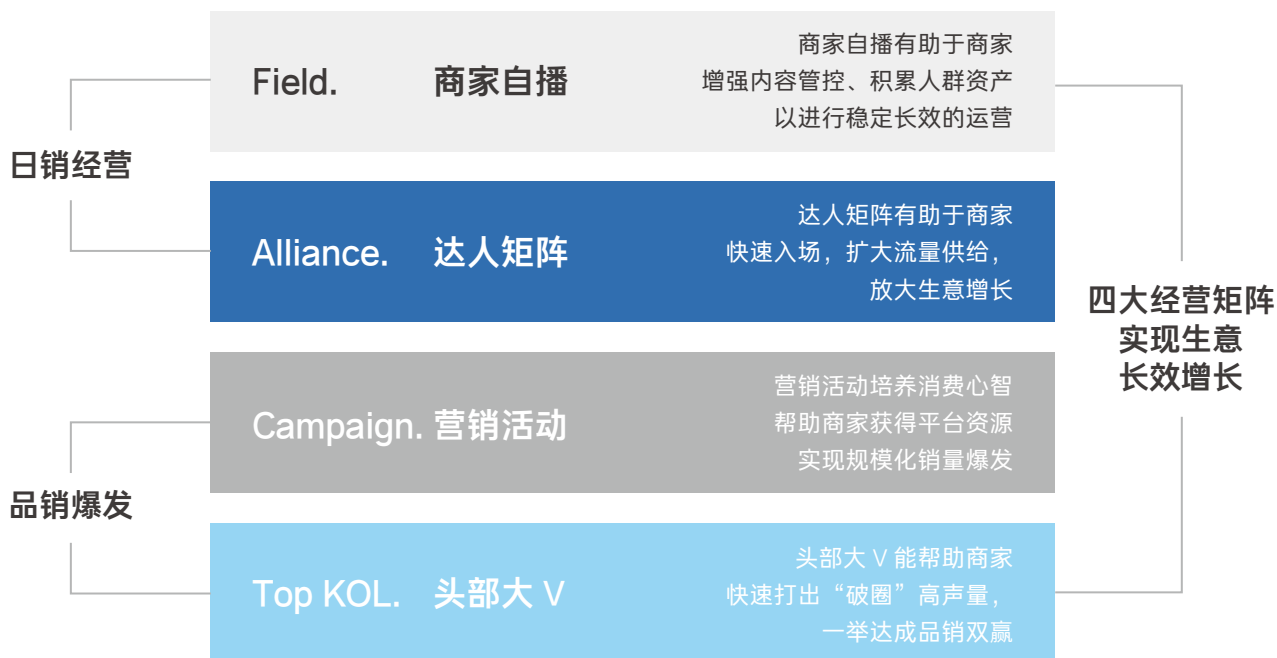 日销经营
品销爆发
Field. 商家自播
商家自播有助于商家
增强内容管控、积累人群资产
以进行稳定长效的运营
Alliance. 达人矩阵
达人矩阵有助于商家
快速入场，扩大流量供给，
放大生意增长
Campaign. 营销活动
营销活动培养消费心智
帮助商家获得平台资源
实现规模化销量爆发
Top KOL. 头部大 V
头部大 V 能帮助商家
快速打出“破圈”高声量，
一举达成品销双赢
四大经营矩阵
实现生意
长效增长